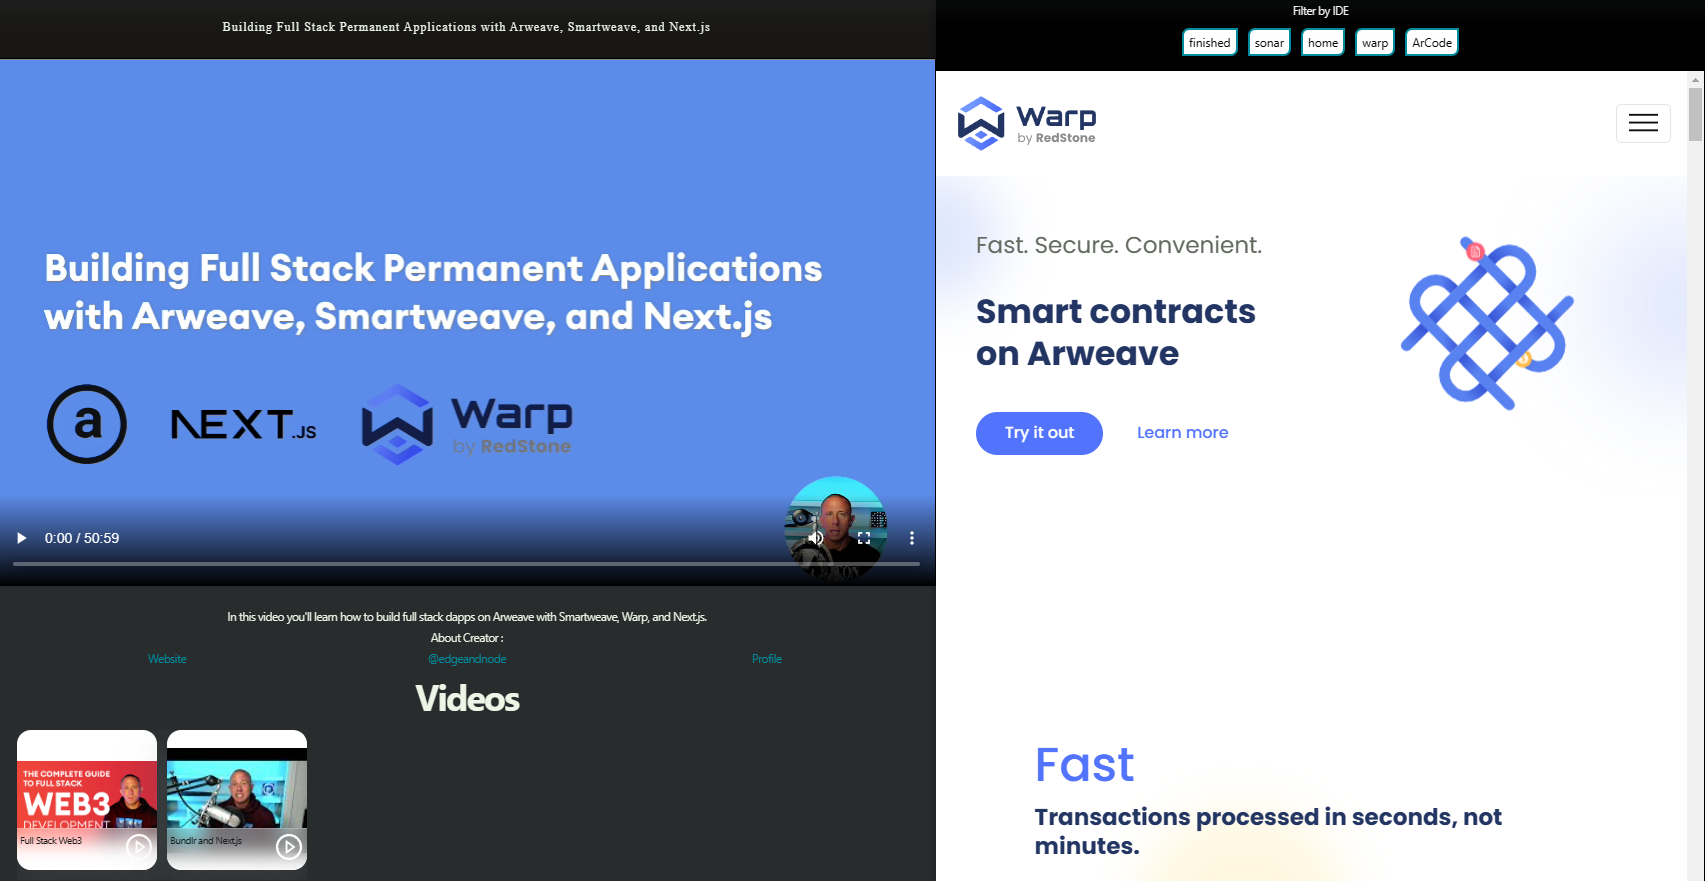 Building Full Stack Permanent Applications with Arweave, Smartweave, and Next.js
Building Full Stack Permanent Applications
with Arweave, Smartweave, and Next.js
a
NEXT.JS
Warp
by RedStone
0:00 / 50:59
In this video you'll learn how to build full stack dapps on Arweave with Smartweave, Warp, and Next.js.
About Creator :
Website
@edgeandnode
Profile
Videos
THE COMPLETE GUIDE
TO FULL STACK
WEB3
DEVELOPMENT
Full Stack Web3
Bundlr and Next.js
Filter by IDE
finished
sonar
home
warp
ArCode
Warp
by RedStone
Fast. Secure. Convenient.
Smart contracts
on Arweave
Try it out
Learn more
Fast
Transactions processed in seconds, not
minutes.